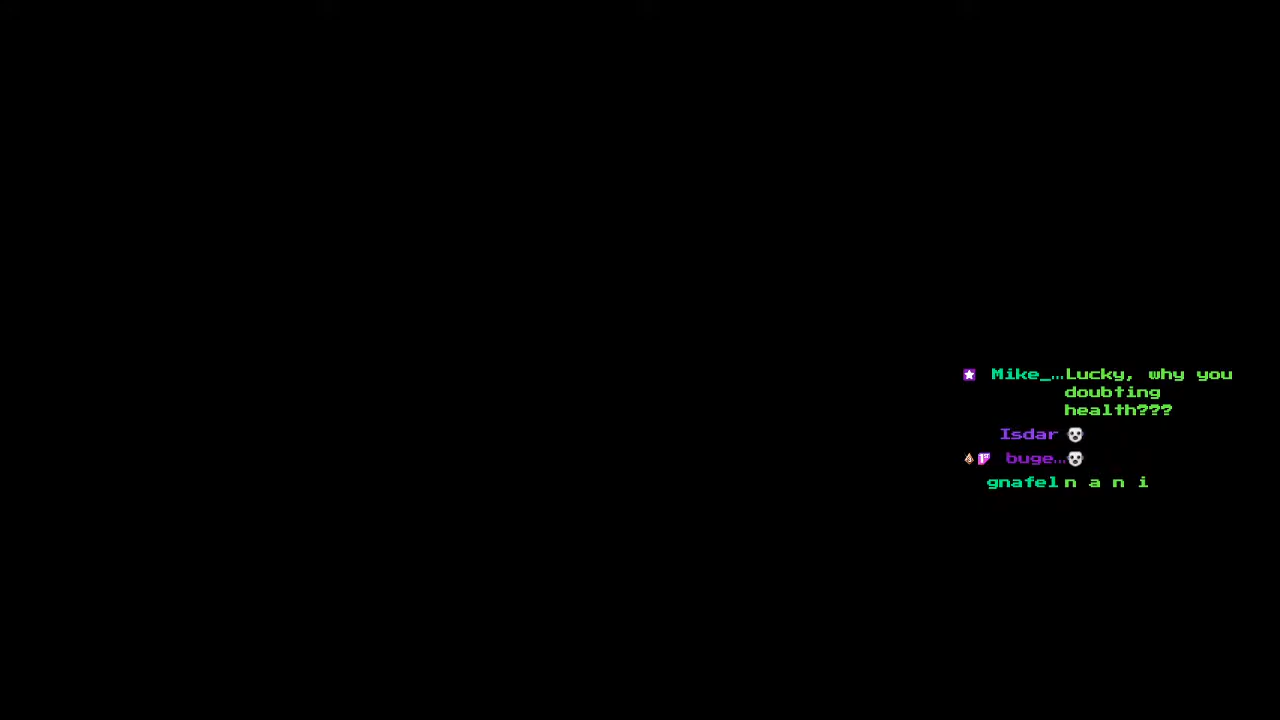 Mike_...Lucky, why you
doubting
health???
Isdar
buge...
gnafel n a n i